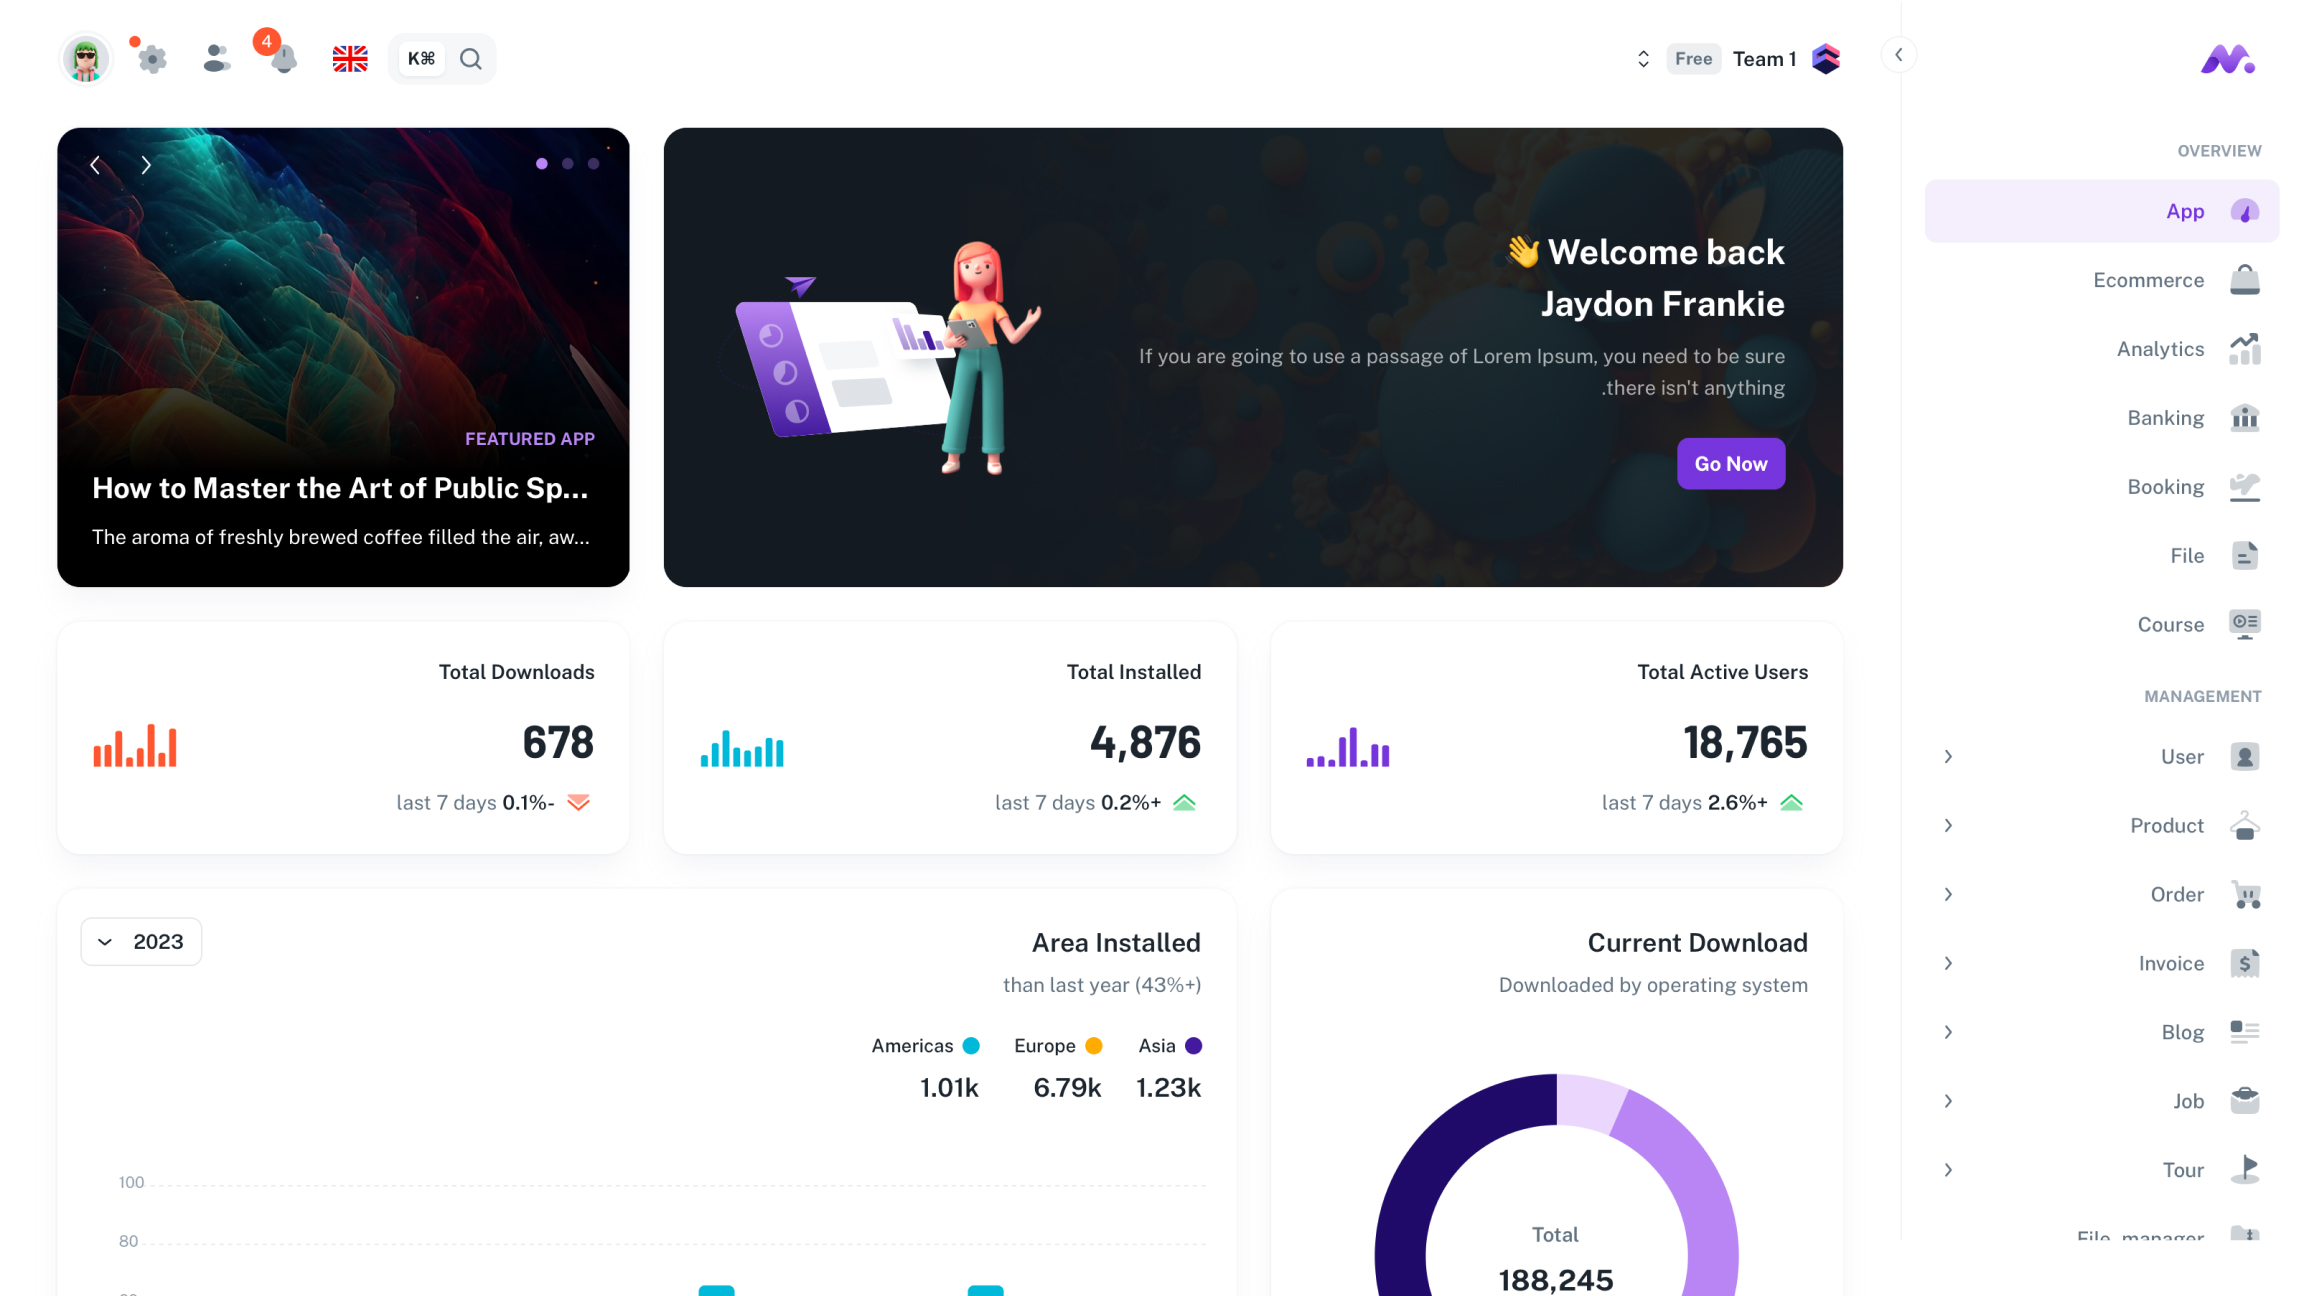 4
K⌘
Free
Team 1
OVERVIEW
App
Ecommerce
Analytics
Banking
Booking
File
Course
MANAGEMENT
User
Product
Order
Invoice
Blog
Job
Tour
File manager
FEATURED APP
How to Master the Art of Public Sp...
The aroma of freshly brewed coffee filled the air, aw...
👋 Welcome back
Jaydon Frankie
If you are going to use a passage of Lorem Ipsum, you need to be sure
.there isn't anything
Go Now
Total Downloads
678
last 7 days 0.1%-
Total Installed
4,876
last 7 days 0.2%+
Total Active Users
18,765
last 7 days 2.6%+
2023
Area Installed
than last year (43%+)
Americas
1.01k
Europe
6.79k
Asia
1.23k
100
80
Current Download
Downloaded by operating system
Total
188,245